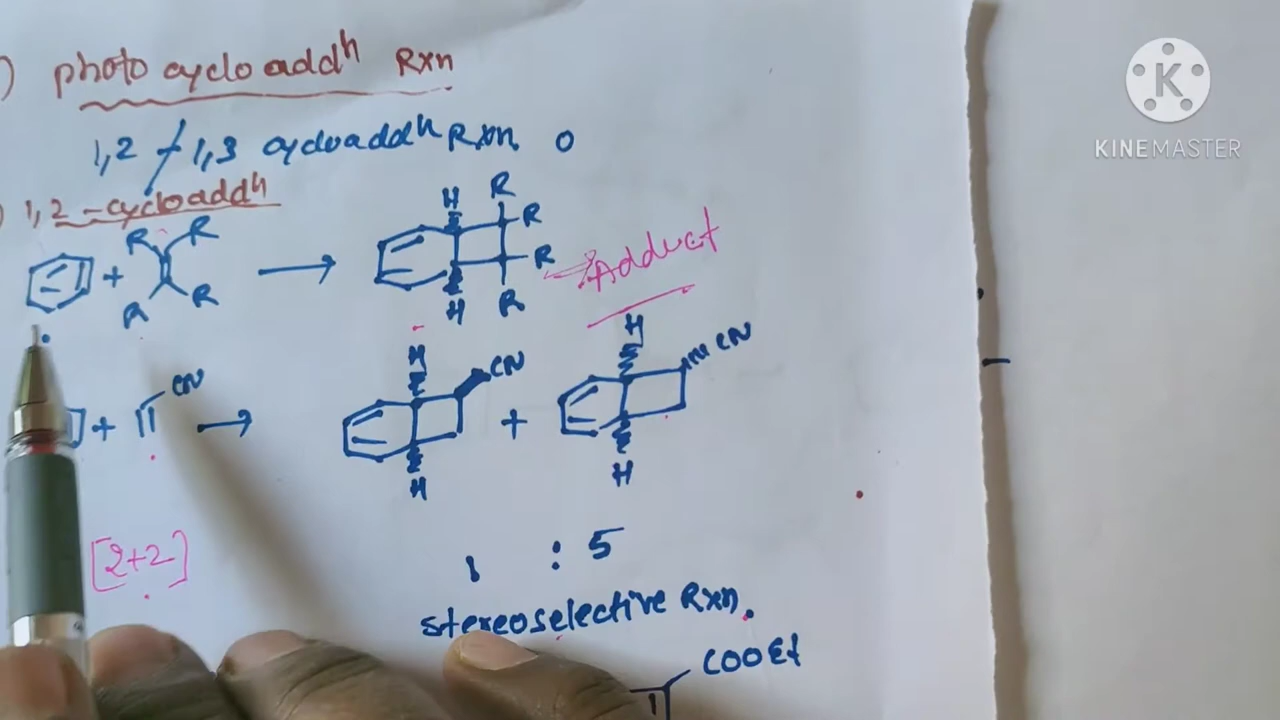 ) photo cycloaddⁿ Rxn
1,2 / 1,3 cycloaddⁿ Rxn. 0
) 1,2 - cycloaddⁿ
H R
R R R
+ → R Adduct
R R H R
H H
CN CN CN
+ → +
H H
[2+2]
1 : 5
stereoselective Rxn.
COOEt
K
KINEMASTER